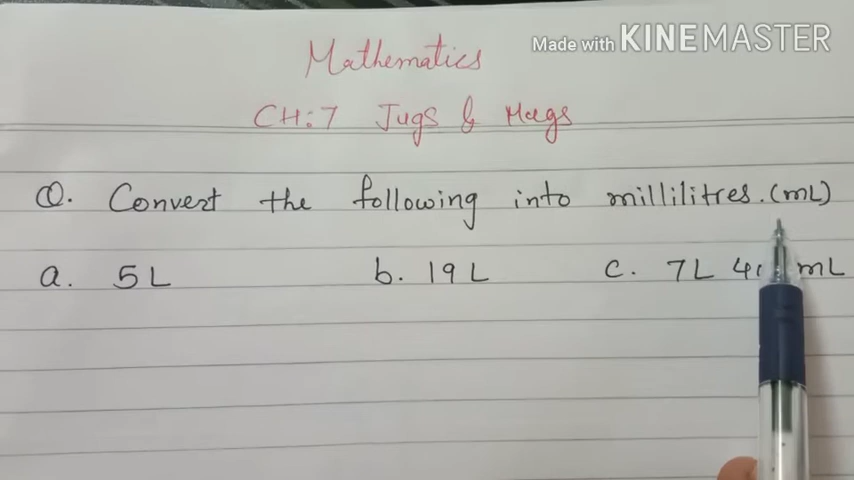 Made with KINEMASTER
Mathematics
CH:7 Jugs & Mugs
Q. Convert the following into millilitres.(mL)
a. 5L b. 19L c. 7L mL